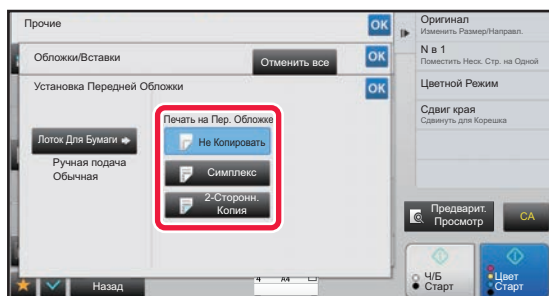 Прочие
OK
Обложки/Вставки
Отменить все
OK
Установка Передней Обложки
OK
Печать на Пер. Обложке
Лоток Для Бумаги
Ручная подача
Обычная
Не Копировать
Симплекс
2-Сторонн.
Копия
Назад
4 A4
Оригинал
Изменить Размер/Направл.
N в 1
Поместить Неск. Стр. на Одной
Цветной Режим
Сдвиг края
Сдвинуть для Корешка
Предварит.
Просмотр
CA
Ч/Б
Старт
Цвет
Старт